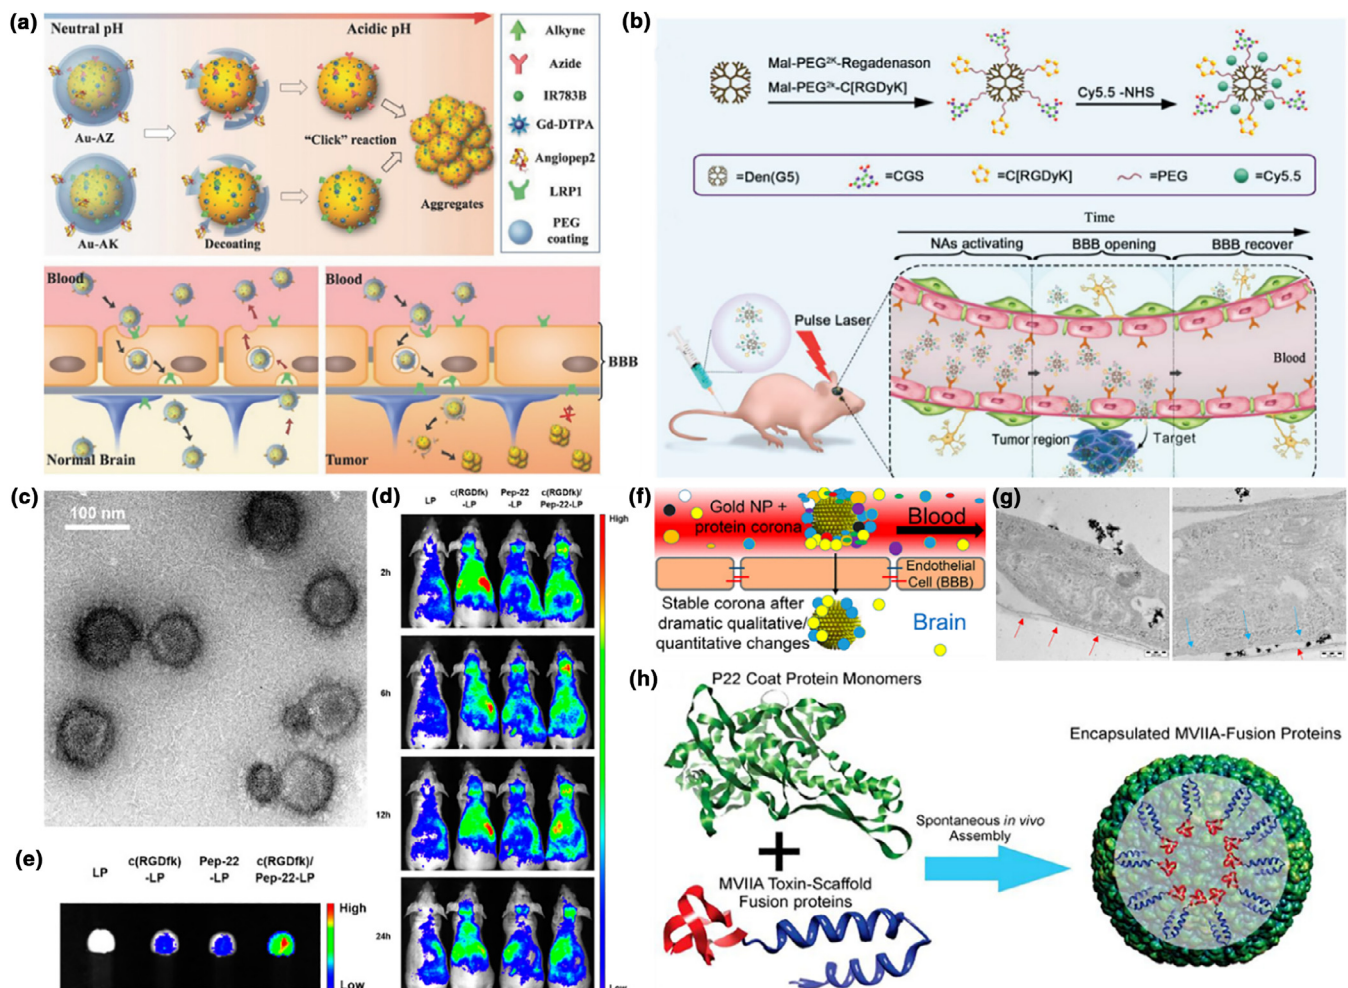 (a)
Neutral pH
Acidic pH
Au-AZ
"Click" reaction
Au-AK
Decoating
Aggregates
Alkyne
Azide
IR783B
Gd-DTPA
Angiopep2
LRP1
PEG
coating
Blood
Normal Brain
Blood
Tumor
BBB
(b)
Mal-PEG²ᴷ-Regadenason
Mal-PEG²ᵏ-C[RGDyK]
Cy5.5 -NHS
=Den(G5)
=CGS
=C[RGDyK]
=PEG
=Cy5.5
Time
NAs activating
BBB opening
BBB recover
Pulse Laser
Blood
Tumor region
Target
(c)
100 nm
(d)
LP
c(RGDfk)
-LP
Pep-22
-LP
c(RGDfk)/
Pep-22-LP
High
2h
6h
12h
24h
Low
(e)
LP
c(RGDfk)
-LP
Pep-22
-LP
c(RGDfk)/
Pep-22-LP
High
Low
(f)
Gold NP +
protein corona
Blood
Endothelial
Cell (BBB)
Stable corona after
dramatic qualitative/
quantitative changes
Brain
(g)
(h)
P22 Coat Protein Monomers
MVIIA Toxin-Scaffold
Fusion proteins
Spontaneous in vivo
Assembly
Encapsulated MVIIA-Fusion Proteins